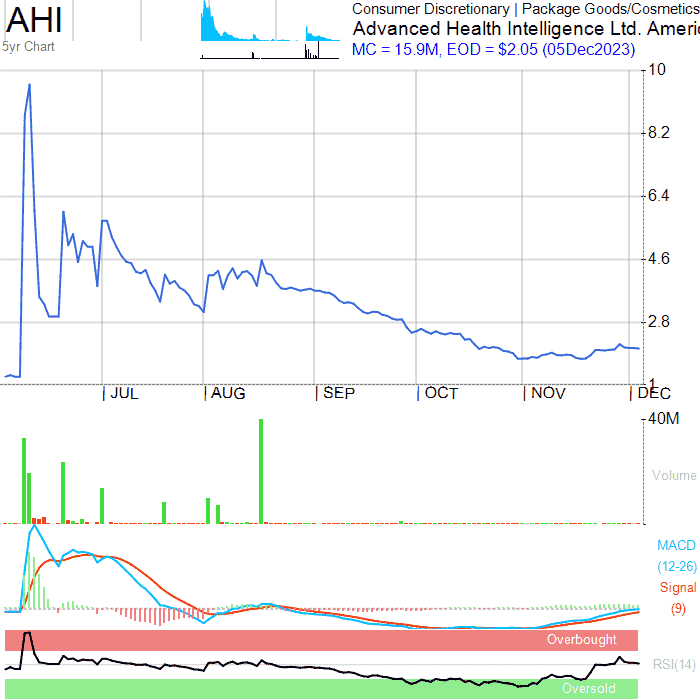 AHI
5yr Chart
Consumer Discretionary | Package Goods/Cosmetics
Advanced Health Intelligence Ltd. Americ
MC = 15.9M, EOD = $2.05 (05Dec2023)
10
8.2
6.4
4.6
2.8
1
JUL AUG SEP OCT NOV DEC
40M
Volume
MACD
(12-26)
Signal
(9)
Overbought
RSI(14)
Oversold